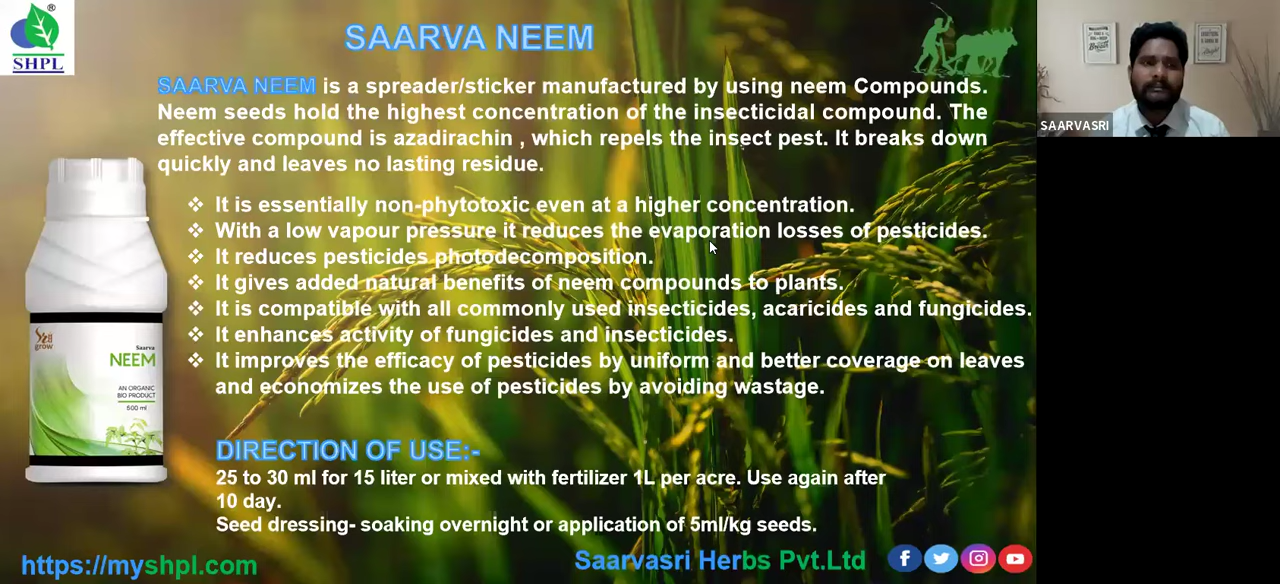 SHPL
SAARVA NEEM
SAARVA NEEM is a spreader/sticker manufactured by using neem Compounds.
Neem seeds hold the highest concentration of the insecticidal compound. The
effective compound is azadirachin , which repels the insect pest. It breaks down
quickly and leaves no lasting residue.
❖ It is essentially non-phytotoxic even at a higher concentration.
❖ With a low vapour pressure it reduces the evaporation losses of pesticides.
❖ It reduces pesticides photodecomposition.
❖ It gives added natural benefits of neem compounds to plants.
❖ It is compatible with all commonly used insecticides, acaricides and fungicides.
❖ It enhances activity of fungicides and insecticides.
❖ It improves the efficacy of pesticides by uniform and better coverage on leaves
and economizes the use of pesticides by avoiding wastage.
grow
Saarva
NEEM
AN ORGANIC
BIO PRODUCT
500 ml
DIRECTION OF USE:-
25 to 30 ml for 15 liter or mixed with fertilizer 1L per acre. Use again after
10 day.
Seed dressing- soaking overnight or application of 5ml/kg seeds.
https://myshpl.com
Saarvasri Herbs Pvt.Ltd
SAARVASRI